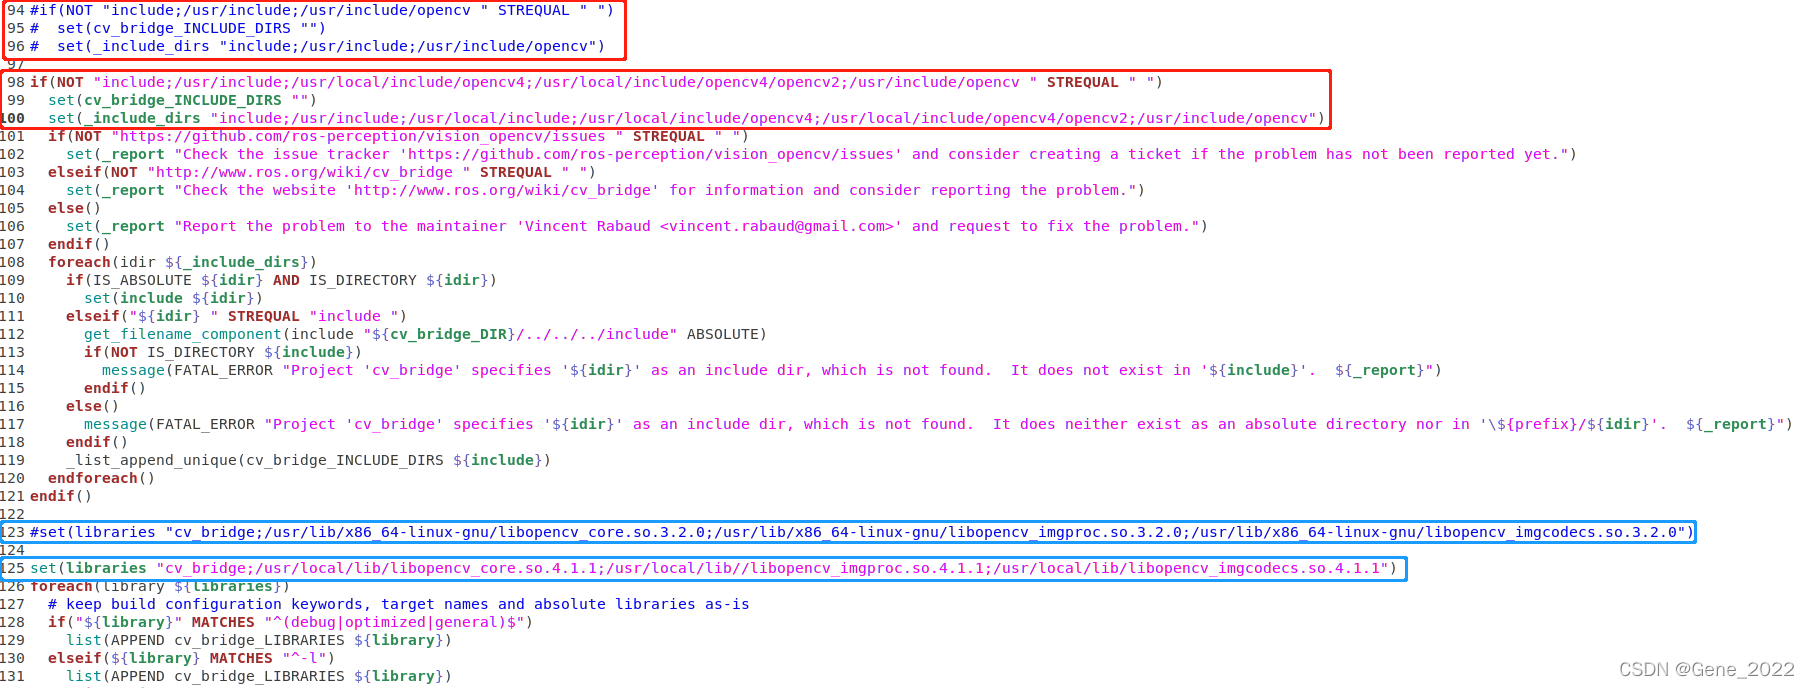 94 #if(NOT "include;/usr/include;/usr/include/opencv " STREQUAL " ")
95 #  set(cv_bridge_INCLUDE_DIRS "")
96 #  set(_include_dirs "include;/usr/include;/usr/include/opencv")
97
98 if(NOT "include;/usr/include;/usr/local/include/opencv4;/usr/local/include/opencv4/opencv2;/usr/include/opencv " STREQUAL " ")
99   set(cv_bridge_INCLUDE_DIRS "")
100   set(_include_dirs "include;/usr/include;/usr/local/include;/usr/local/include/opencv4;/usr/local/include/opencv4/opencv2;/usr/include/opencv")
101   if(NOT "https://github.com/ros-perception/vision_opencv/issues " STREQUAL " ")
102     set(_report "Check the issue tracker 'https://github.com/ros-perception/vision_opencv/issues' and consider creating a ticket if the problem has not been reported yet.")
103   elseif(NOT "http://www.ros.org/wiki/cv_bridge " STREQUAL " ")
104     set(_report "Check the website 'http://www.ros.org/wiki/cv_bridge' for information and consider reporting the problem.")
105   else()
106     set(_report "Report the problem to the maintainer 'Vincent Rabaud <vincent.rabaud@gmail.com>' and request to fix the problem.")
107   endif()
108   foreach(idir ${_include_dirs})
109     if(IS_ABSOLUTE ${idir} AND IS_DIRECTORY ${idir})
110       set(include ${idir})
111     elseif("${idir} " STREQUAL "include ")
112       get_filename_component(include "${cv_bridge_DIR}/../../../include" ABSOLUTE)
113       if(NOT IS_DIRECTORY ${include})
114         message(FATAL_ERROR "Project 'cv_bridge' specifies '${idir}' as an include dir, which is not found.  It does not exist in '${include}'.  ${_report}")
115       endif()
116     else()
117       message(FATAL_ERROR "Project 'cv_bridge' specifies '${idir}' as an include dir, which is not found.  It does neither exist as an absolute directory nor in '\${prefix}/${idir}'.  ${_report}")
118     endif()
119     _list_append_unique(cv_bridge_INCLUDE_DIRS ${include})
120   endforeach()
121 endif()
122
123 #set(libraries "cv_bridge;/usr/lib/x86_64-linux-gnu/libopencv_core.so.3.2.0;/usr/lib/x86_64-linux-gnu/libopencv_imgproc.so.3.2.0;/usr/lib/x86_64-linux-gnu/libopencv_imgcodecs.so.3.2.0")
124
125 set(libraries "cv_bridge;/usr/local/lib/libopencv_core.so.4.1.1;/usr/local/lib//libopencv_imgproc.so.4.1.1;/usr/local/lib/libopencv_imgcodecs.so.4.1.1")
126 foreach(library ${libraries})
127   # keep build configuration keywords, target names and absolute libraries as-is
128   if("${library}" MATCHES "^(debug|optimized|general)$")
129     list(APPEND cv_bridge_LIBRARIES ${library})
130   elseif(${library} MATCHES "^-l")
131     list(APPEND cv_bridge_LIBRARIES ${library})
CSDN @Gene_2022